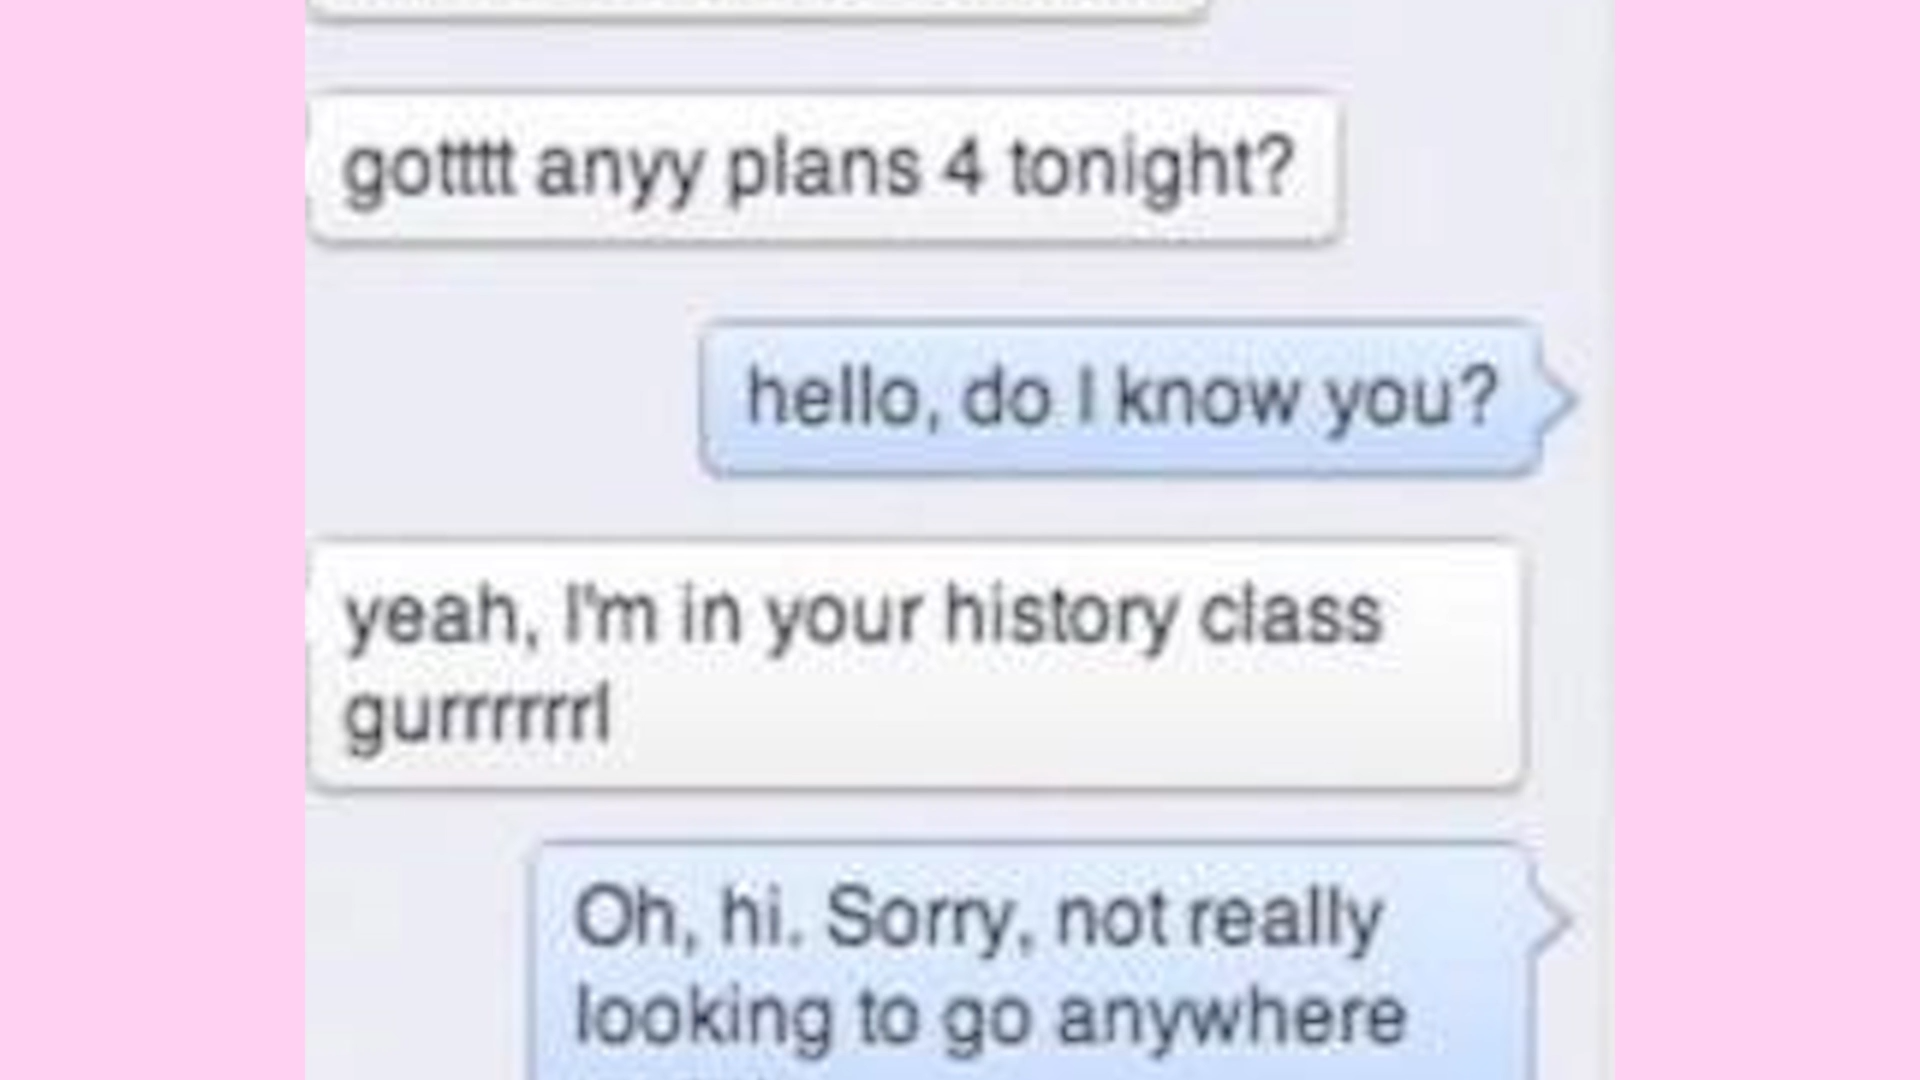 gotttt anyy plans 4 tonight?
hello, do I know you?
yeah, I'm in your history class
gurrrrrrl
Oh, hi. Sorry, not really
looking to go anywhere